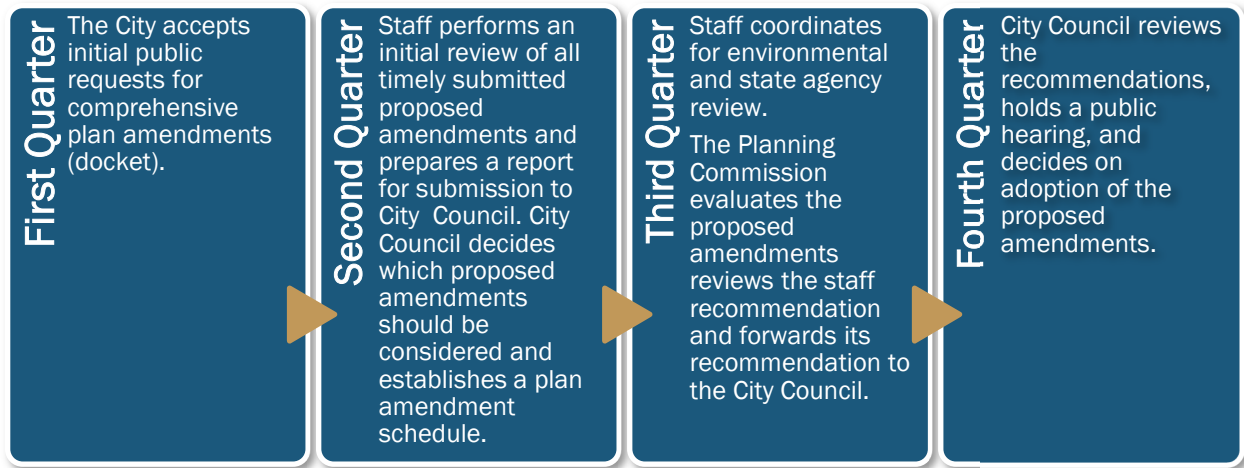 First Quarter
The City accepts
initial public
requests for
comprehensive
plan amendments
(docket).
Second Quarter
Staff performs an
initial review of all
timely submitted
proposed
amendments and
prepares a report
for submission to
City Council. City
Council decides
which proposed
amendments
should be
considered and
establishes a plan
amendment
schedule.
Third Quarter
Staff coordinates
for environmental
and state agency
review.
The Planning
Commission
evaluates the
proposed
amendments
reviews the staff
recommendation
and forwards its
recommendation to
the City Council.
Fourth Quarter
City Council reviews
the
recommendations,
holds a public
hearing, and
decides on
adoption of the
proposed
amendments.